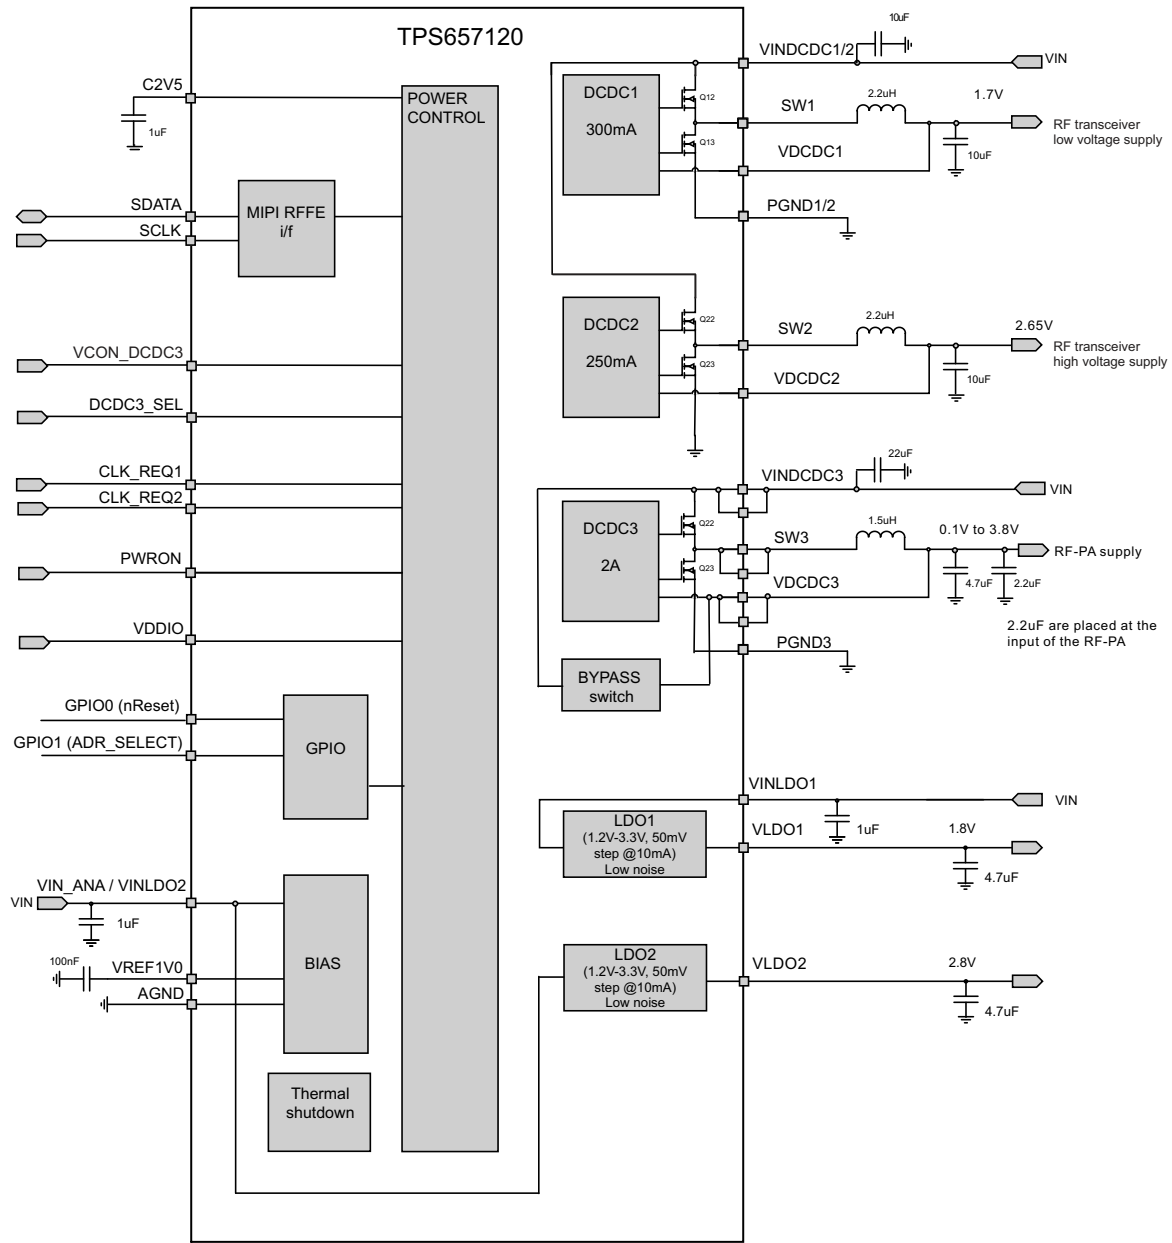 TPS657120
C2V5
1uF
POWER
CONTROL
SDATA
SCLK
MIPI RFFE
i/f
VCON_DCDC3
DCDC3_SEL
CLK_REQ1
CLK_REQ2
PWRON
VDDIO
GPIO0 (nReset)
GPIO1 (ADR_SELECT)
GPIO
VIN_ANA / VINLDO2
VIN
1uF
100nF
VREF1V0
AGND
BIAS
Thermal
shutdown
10uF
VINDCDC1/2
VIN
DCDC1
300mA
Q12
Q13
SW1
2.2uH
1.7V
RF transceiver
low voltage supply
VDCDC1
10uF
PGND1/2
DCDC2
250mA
Q22
Q23
SW2
2.2uH
2.65V
RF transceiver
high voltage supply
VDCDC2
10uF
22uF
VINDCDC3
VIN
DCDC3
2A
Q22
Q23
SW3
1.5uH
0.1V to 3.8V
RF-PA supply
VDCDC3
4.7uF
2.2uF
2.2uF are placed at the
input of the RF-PA
PGND3
BYPASS
switch
VINLDO1
VIN
LDO1
(1.2V-3.3V, 50mV
step @10mA)
Low noise
1uF
VLDO1
1.8V
4.7uF
LDO2
(1.2V-3.3V, 50mV
step @10mA)
Low noise
VLDO2
2.8V
4.7uF